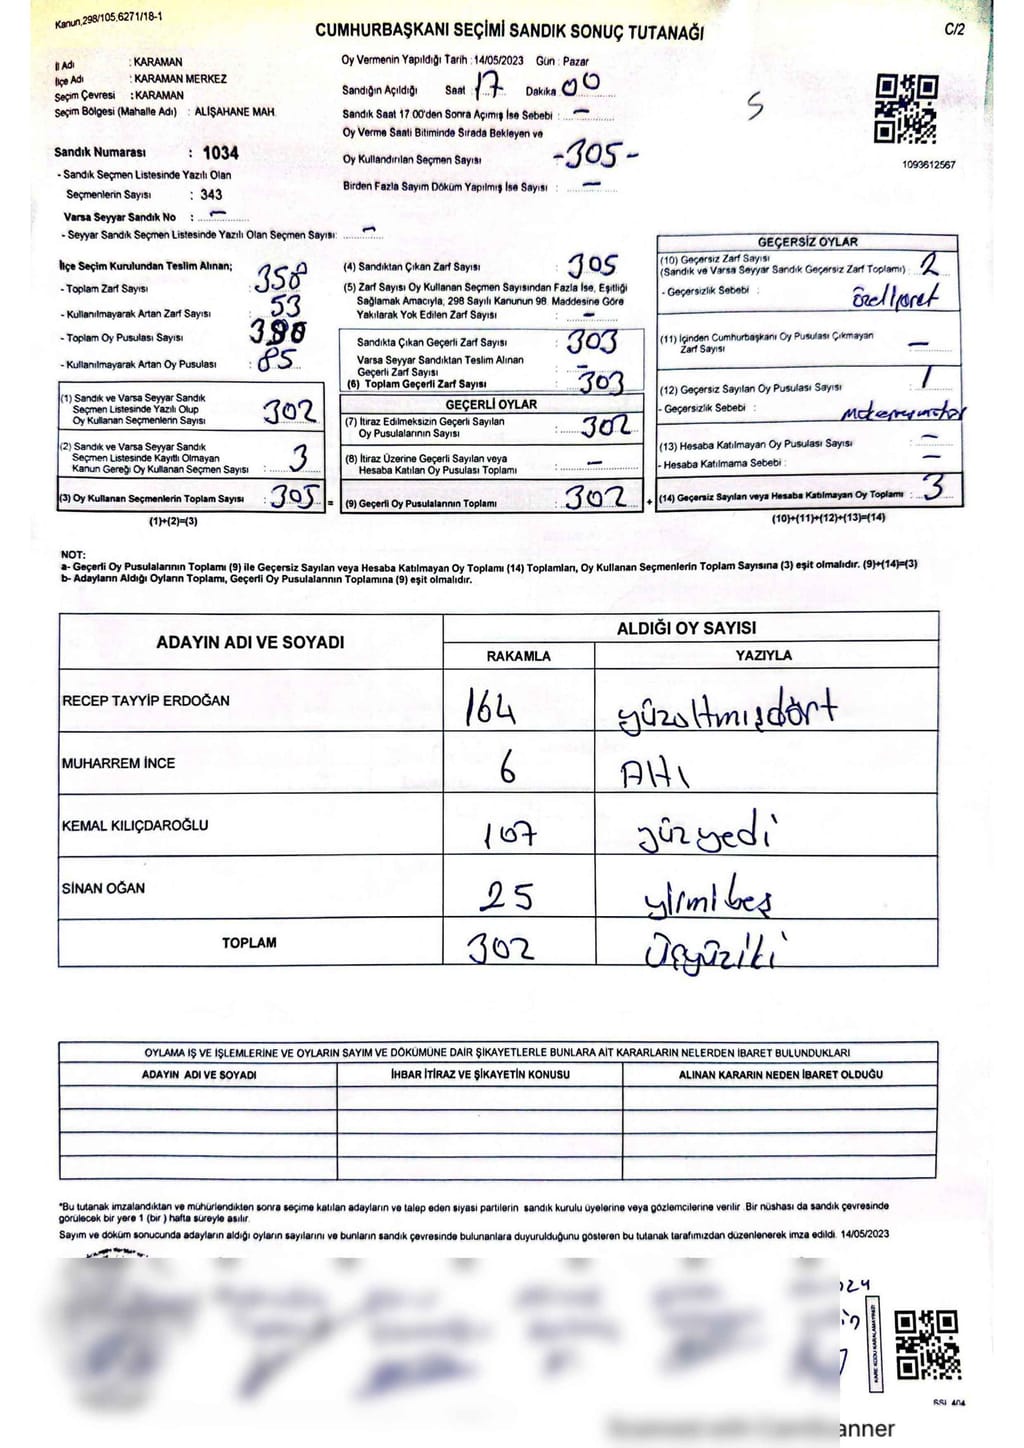 Kanun.298/105.6271/18-1
CUMHURBAŞKANI SEÇİMİ SANDIK SONUÇ TUTANAĞI
C/2
İl Adı : KARAMAN
İlçe Adı : KARAMAN MERKEZ
Seçim Çevresi : KARAMAN
Seçim Bölgesi (Mahalle Adı) : ALİŞAHANE MAH.
Sandık Numarası : 1034
- Sandık Seçmen Listesinde Yazılı Olan
Seçmenlerin Sayısı : 343
Varsa Seyyar Sandık No : –
- Seyyar Sandık Seçmen Listesinde Yazılı Olan Seçmen Sayısı: –
Oy Vermenin Yapıldığı Tarih : 14/05/2023 Gün : Pazar
Sandığın Açıldığı Saat : 17 Dakika 00
Sandık Saat 17 00'den Sonra Açımış İse Sebebi : –
Oy Verme Saati Bitiminde Sırada Bekleyen ve
Oy Kullandırılan Seçmen Sayısı -305-
Birden Fazla Sayım Döküm Yapılmış İse Sayısı : –
5
1093612567
İlçe Seçim Kurulundan Teslim Alınan;
- Toplam Zarf Sayısı : 358
- Kullanılmayarak Artan Zarf Sayısı : 53
- Toplam Oy Pusulası Sayısı : 390
- Kullanılmayarak Artan Oy Pusulası : 85
(1) Sandık ve Varsa Seyyar Sandık
Seçmen Listesinde Yazılı Olup
Oy Kullanan Seçmenlerin Sayısı : 302
(2) Sandık ve Varsa Seyyar Sandık
Seçmen Listesinde Kayıtlı Olmayan
Kanun Gereği Oy Kullanan Seçmen Sayısı : 3
(3) Oy Kullanan Seçmenlerin Toplam Sayısı : 305 =
(1)+(2)=(3)
(4) Sandıktan Çıkan Zarf Sayısı : 305
(5) Zarf Sayısı Oy Kullanan Seçmen Sayısından Fazla İse, Eşitliği
Sağlamak Amacıyla, 298 Sayılı Kanunun 98. Maddesine Göre
Yakılarak Yok Edilen Zarf Sayısı : –
Sandıkta Çıkan Geçerli Zarf Sayısı : 303
Varsa Seyyar Sandıktan Teslim Alınan
Geçerli Zarf Sayısı : –
(6) Toplam Geçerli Zarf Sayısı : 303
GEÇERLİ OYLAR
(7) İtiraz Edilmeksizin Geçerli Sayılan
Oy Pusulalarının Sayısı : 302
(8) İtiraz Üzerine Geçerli Sayılan veya
Hesaba Katılan Oy Pusulası Toplamı : –
(9) Geçerli Oy Pusulalarının Toplamı : 302 +
GEÇERSİZ OYLAR
(10) Geçersiz Zarf Sayısı
(Sandık ve Varsa Seyyar Sandık Geçersiz Zarf Toplamı) : 2
- Geçersizlik Sebebi : özel işaret
(11) İçinden Cumhurbaşkanı Oy Pusulası Çıkmayan
Zarf Sayısı –
(12) Geçersiz Sayılan Oy Pusulası Sayısı : 1
- Geçersizlik Sebebi :
(13) Hesaba Katılmayan Oy Pusulası Sayısı : –
- Hesaba Katılmama Sebebi : –
(14) Geçersiz Sayılan veya Hesaba Katılmayan Oy Toplamı : 3
(10)+(11)+(12)+(13)=(14)
NOT:
a- Geçerli Oy Pusulalarının Toplamı (9) ile Geçersiz Sayılan veya Hesaba Katılmayan Oy Toplamı (14) Toplamları, Oy Kullanan Seçmenlerin Toplam Sayısına (3) eşit olmalıdır. (9)+(14)=(3)
b- Adayların Aldığı Oyların Toplamı, Geçerli Oy Pusulalarının Toplamına (9) eşit olmalıdır.
ADAYIN ADI VE SOYADI ALDIĞI OY SAYISI
RAKAMLA YAZIYLA
RECEP TAYYİP ERDOĞAN 164 yüzaltmışdört
MUHARREM İNCE 6 Altı
KEMAL KILIÇDAROĞLU 107 yüzyedi
SİNAN OĞAN 25 yirmibeş
TOPLAM 302 Üçyüziki
OYLAMA İŞ VE İŞLEMLERİNE VE OYLARIN SAYIM VE DÖKÜMÜNE DAİR ŞİKAYETLERLE BUNLARA AİT KARARLARIN NELERDEN İBARET BULUNDUKLARI
ADAYIN ADI VE SOYADI İHBAR İTİRAZ VE ŞİKAYETİN KONUSU ALINAN KARARIN NEDEN İBARET OLDUĞU
*Bu tutanak imzalandıktan ve mühürlendikten sonra seçime katılan adayların ve talep eden siyasi partilerin sandık kurulu üyelerine veya gözlemcilerine verilir. Bir nüshası da sandık çevresinde
görülecek bir yere 1 (bir ) hafta süreyle asılır.
Sayım ve döküm sonucunda adayların aldığı oyların sayılarını ve bunların sandık çevresinde bulunanlara duyurulduğunu gösteren bu tutanak tarafımızdan düzenlenerek imza edildi. 14/05/2023
KARE KODU KARALAMAYINIZ!
SSL 404
anner